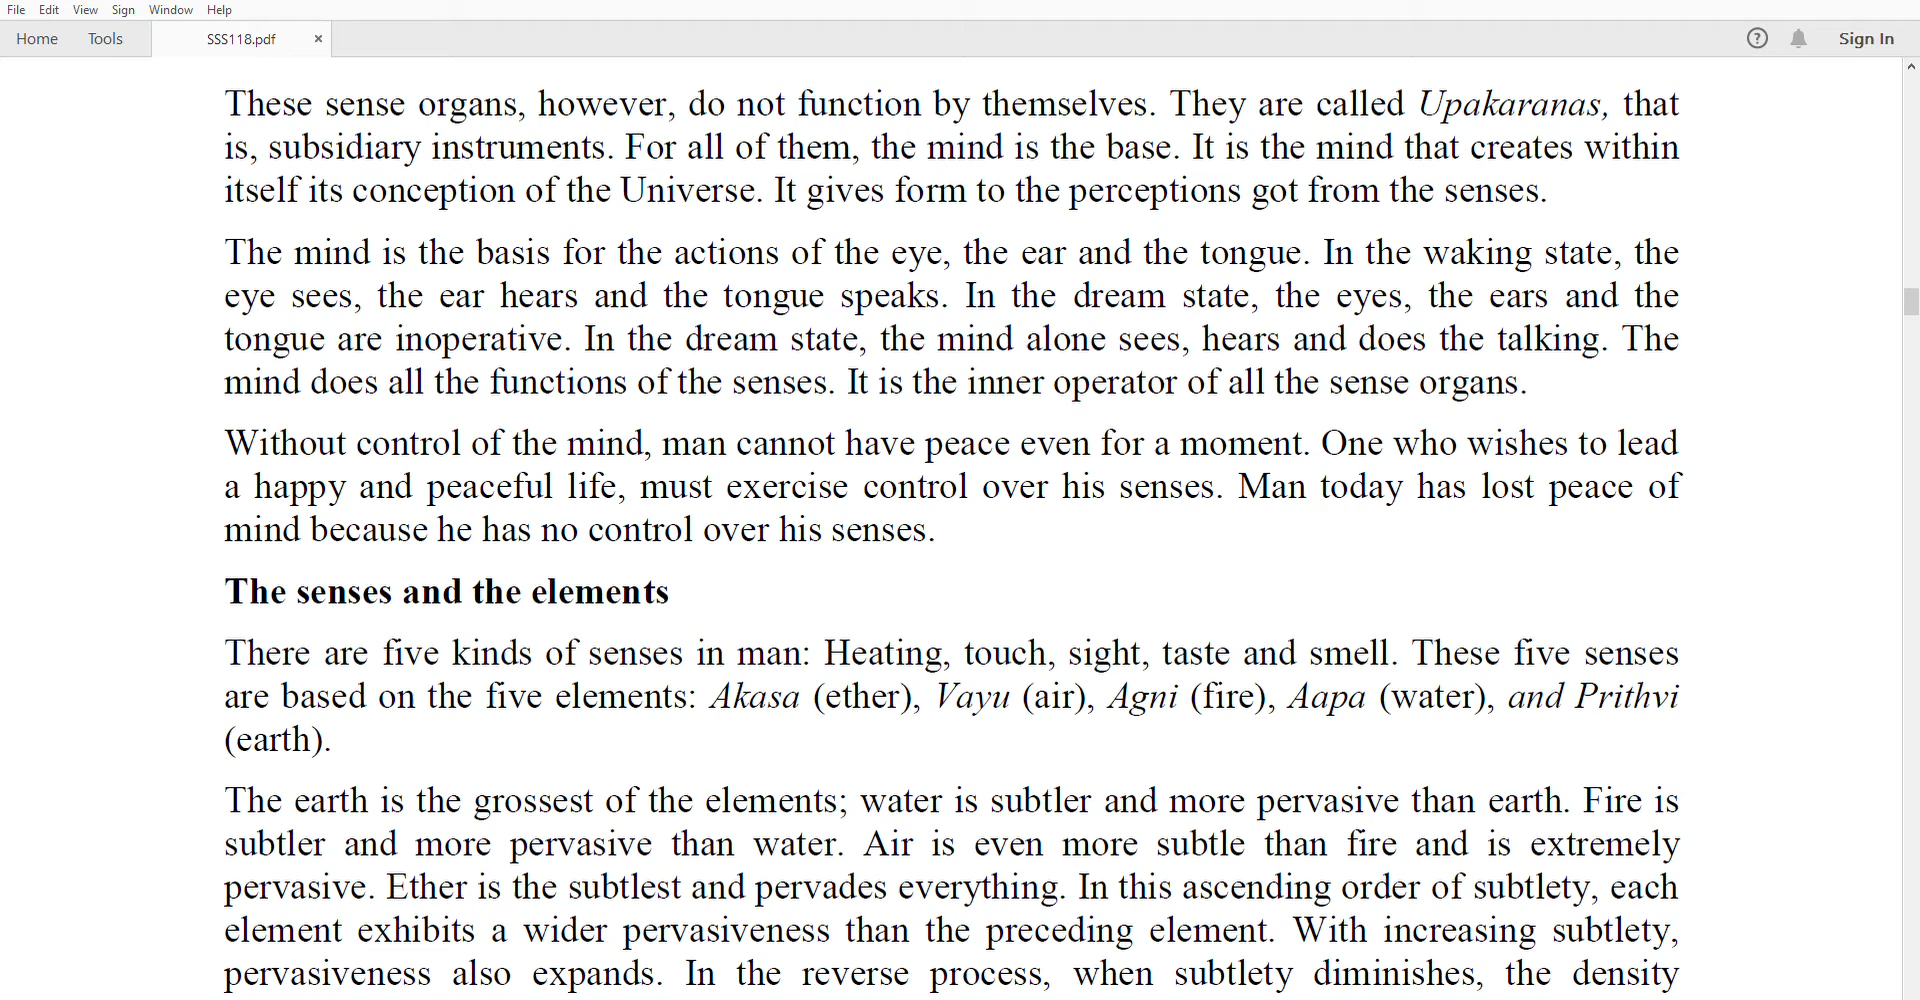 File Edit View Sign Window Help
Home Tools SSS118.pdf × ? Sign In
These sense organs, however, do not function by themselves. They are called Upakaranas, that
is, subsidiary instruments. For all of them, the mind is the base. It is the mind that creates within
itself its conception of the Universe. It gives form to the perceptions got from the senses.
The mind is the basis for the actions of the eye, the ear and the tongue. In the waking state, the
eye sees, the ear hears and the tongue speaks. In the dream state, the eyes, the ears and the
tongue are inoperative. In the dream state, the mind alone sees, hears and does the talking. The
mind does all the functions of the senses. It is the inner operator of all the sense organs.
Without control of the mind, man cannot have peace even for a moment. One who wishes to lead
a happy and peaceful life, must exercise control over his senses. Man today has lost peace of
mind because he has no control over his senses.
The senses and the elements
There are five kinds of senses in man: Heating, touch, sight, taste and smell. These five senses
are based on the five elements: Akasa (ether), Vayu (air), Agni (fire), Aapa (water), and Prithvi
(earth).
The earth is the grossest of the elements; water is subtler and more pervasive than earth. Fire is
subtler and more pervasive than water. Air is even more subtle than fire and is extremely
pervasive. Ether is the subtlest and pervades everything. In this ascending order of subtlety, each
element exhibits a wider pervasiveness than the preceding element. With increasing subtlety,
pervasiveness also expands. In the reverse process, when subtlety diminishes, the density